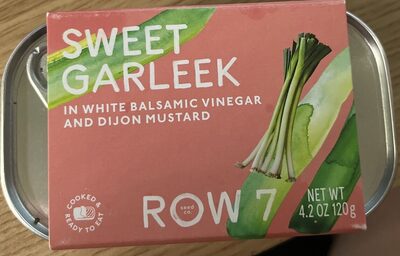 SWEET
GARLEEK
IN WHITE BALSAMIC VINEGAR
AND DIJON MUSTARD
COOKED &
READY TO EAT
ROW 7
seed
co.
NET WT
4.2 OZ 120g